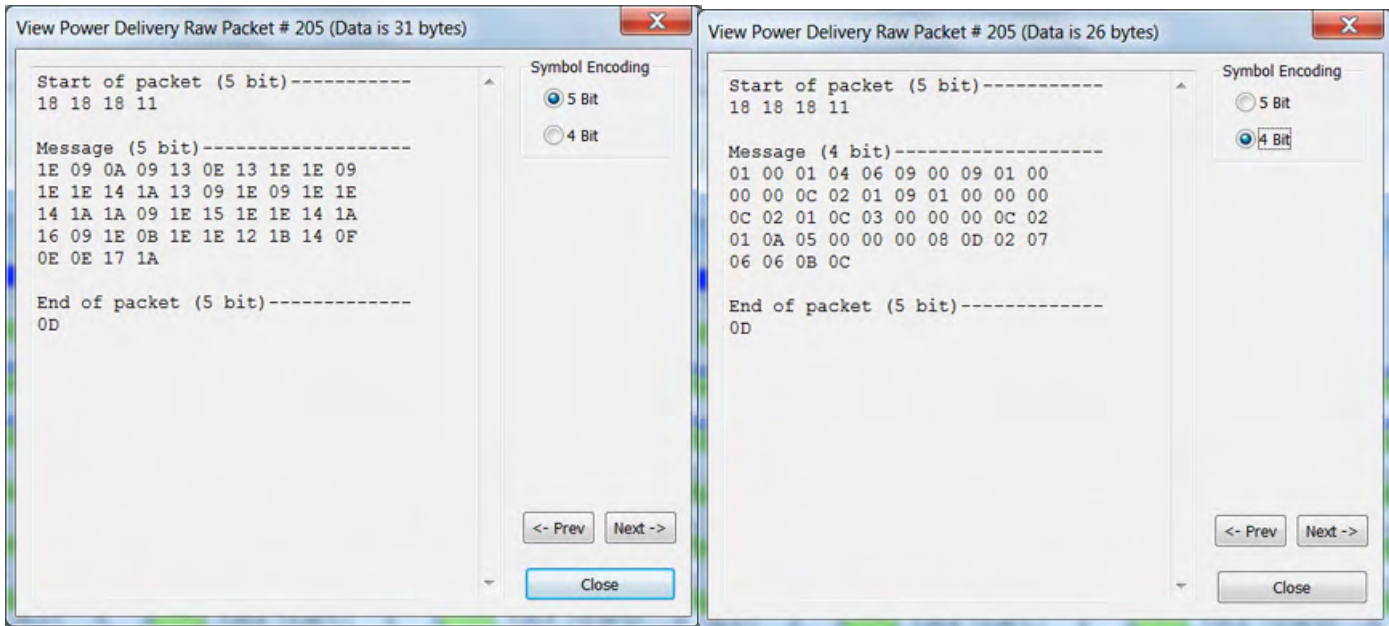 View Power Delivery Raw Packet # 205 (Data is 31 bytes)
Start of packet (5 bit)-----------
18 18 18 11
Message (5 bit)-------------------
1E 09 0A 09 13 0E 13 1E 1E 09
1E 1E 14 1A 13 09 1E 09 1E 1E
14 1A 1A 09 1E 15 1E 1E 14 1A
16 09 1E 0B 1E 1E 12 1B 14 0F
0E 0E 17 1A
End of packet (5 bit)-------------
0D
Symbol Encoding
5 Bit
4 Bit
<- Prev
Next ->
Close
View Power Delivery Raw Packet # 205 (Data is 26 bytes)
Start of packet (5 bit)-----------
18 18 18 11
Message (4 bit)-------------------
01 00 01 04 06 09 00 09 01 00
00 00 0C 02 01 09 01 00 00 00
0C 02 01 0C 03 00 00 00 0C 02
01 0A 05 00 00 00 08 0D 02 07
06 06 0B 0C
End of packet (5 bit)-------------
0D
Symbol Encoding
5 Bit
4 Bit
<- Prev
Next ->
Close